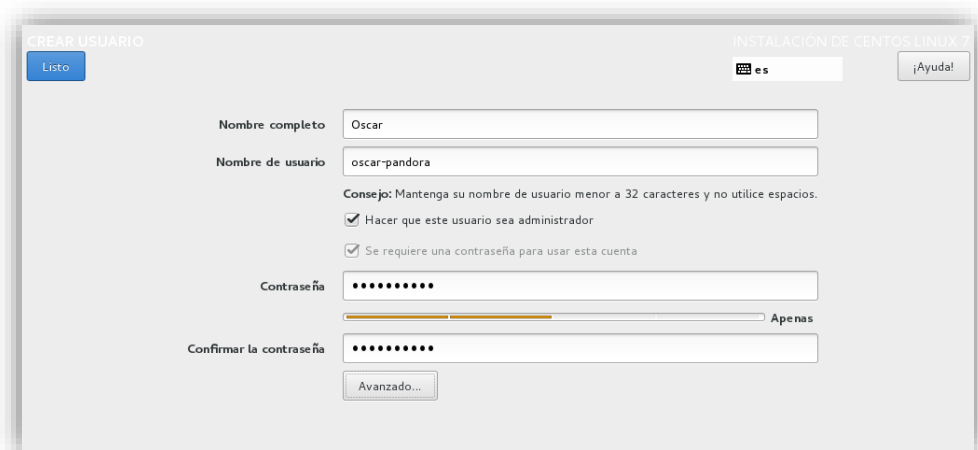 CREAR USUARIO
INSTALACIÓN DE CENTOS LINUX 7
Listo
es
¡Ayuda!
Nombre completo
Oscar
Nombre de usuario
oscar-pandora
Consejo: Mantenga su nombre de usuario menor a 32 caracteres y no utilice espacios.
Hacer que este usuario sea administrador
Se requiere una contraseña para usar esta cuenta
Contraseña
••••••••••
Apenas
Confirmar la contraseña
••••••••••
Avanzado...